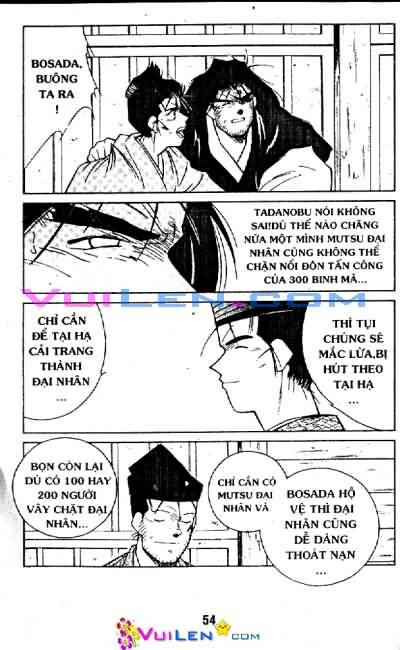 BOSADA,
BUÔNG
TA RA
!
TADANOBU NÓI KHÔNG
SAI!DÙ THẾ NÀO CHĂNG
NỮA MỘT MÌNH MUTSU ĐẠI
NHÂN CŨNG KHÔNG THỂ
CHẶN NỔI ĐÒN TẤN CÔNG
CỦA 300 BINH MÃ...
VuiLen.com
CHỈ CẦN
ĐỂ TẠI HẠ
CẢI TRANG
THÀNH
ĐẠI NHÂN
...
THÌ TỤI
CHÚNG SẼ
MẮC LỪA,BỊ
HÚT THEO
TẠI HẠ
BỌN CÒN LẠI
DÙ CÓ 100 HAY
200 NGƯỜI
VÂY CHẶT ĐẠI
NHÂN...
CHỈ CẦN CÓ
MUTSU ĐẠI
NHÂN VÀ
BOSADA HỘ
VỆ THÌ ĐẠI
NHÂN CŨNG
DỄ DÀNG
THOÁT NẠN
...
54
VuiLen.com